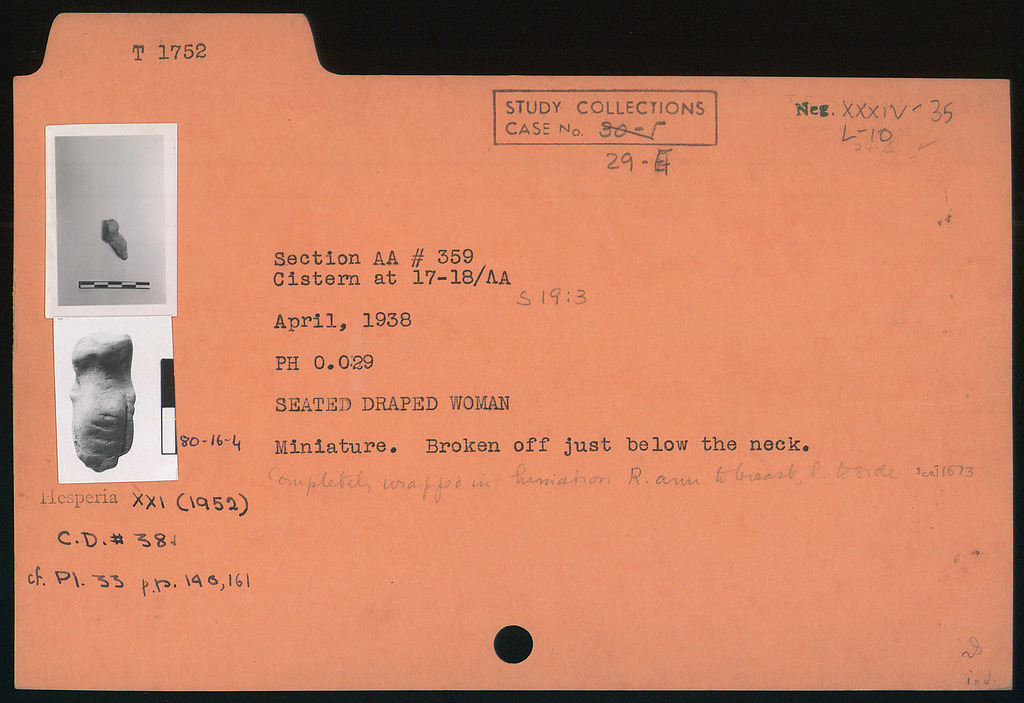 T 1752
STUDY COLLECTIONS
CASE No. 30-5
29-E
Neg. XXXIV-35
L-10
Section AA # 359
Cistern at 17-18/ΛA
S 19:3
April, 1938
PH 0.029
SEATED DRAPED WOMAN
Miniature. Broken off just below the neck.
Completely wrapped in himation R. arm to breast, l. to side
80-16-4
Hesperia XXI (1952)
C.D. # 38
cf. Pl. 33 p.p. 161
ind.